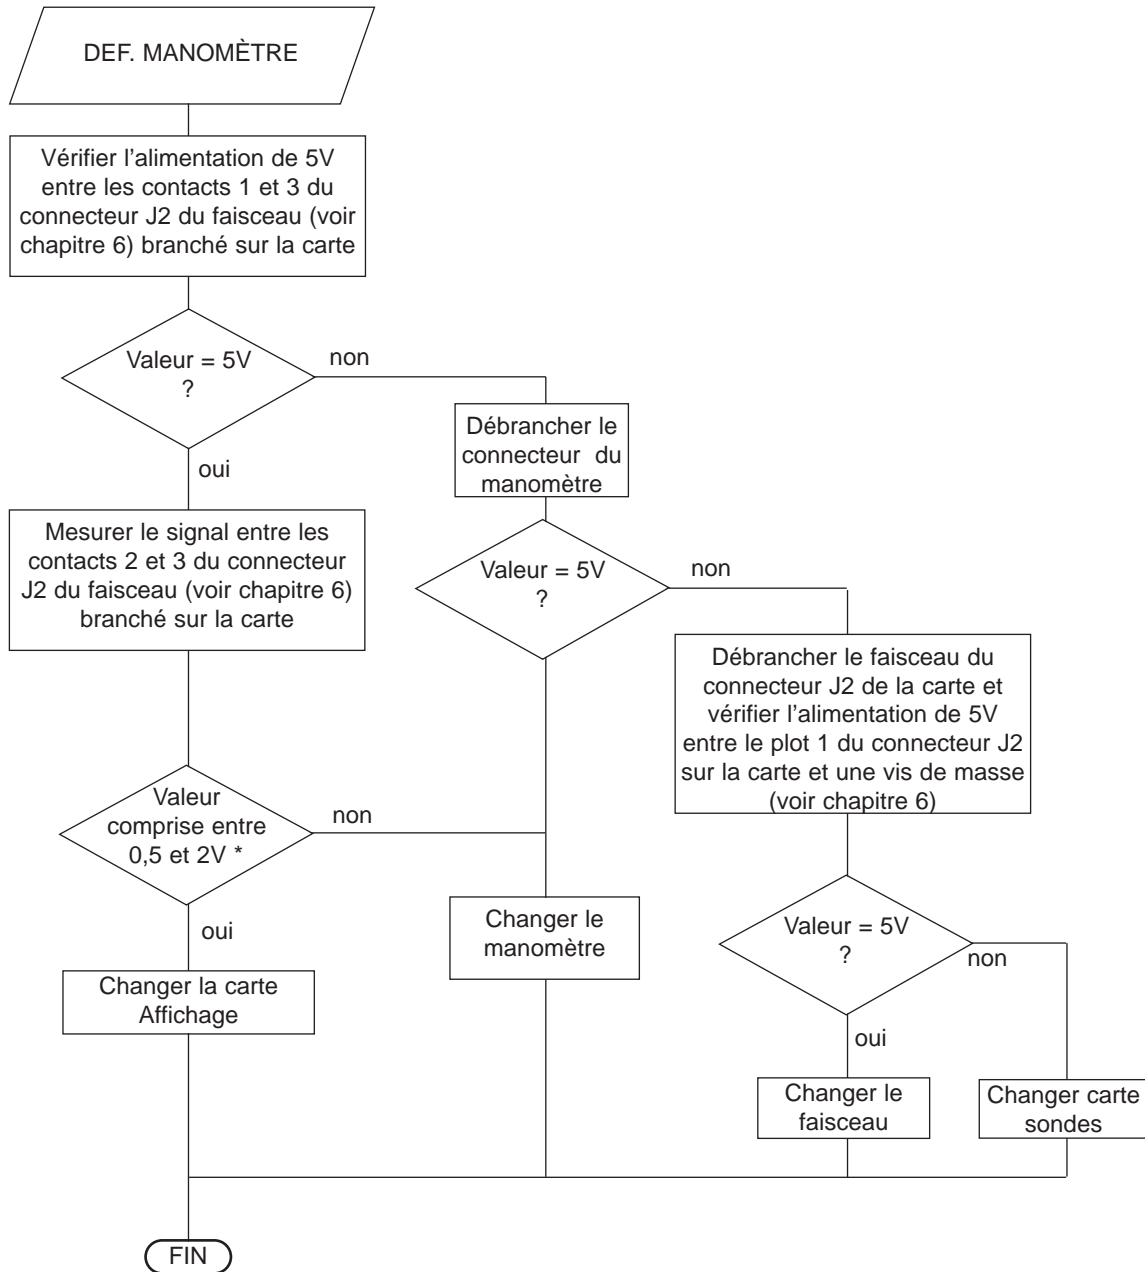 DEF. MANOMÈTRE
Vérifier l'alimentation de 5V
entre les contacts 1 et 3 du
connecteur J2 du faisceau (voir
chapitre 6) branché sur la carte
Valeur = 5V
?
non
oui
Débrancher le
connecteur du
manomètre
Mesurer le signal entre les
contacts 2 et 3 du connecteur
J2 du faisceau (voir chapitre 6)
branché sur la carte
Valeur = 5V
?
non
Débrancher le faisceau du
connecteur J2 de la carte et
vérifier l'alimentation de 5V
entre le plot 1 du connecteur J2
sur la carte et une vis de masse
(voir chapitre 6)
Valeur
comprise entre
0,5 et 2V *
non
oui
Changer le
manomètre
Valeur = 5V
?
non
oui
Changer la carte
Affichage
Changer le
faisceau
Changer carte
sondes
FIN